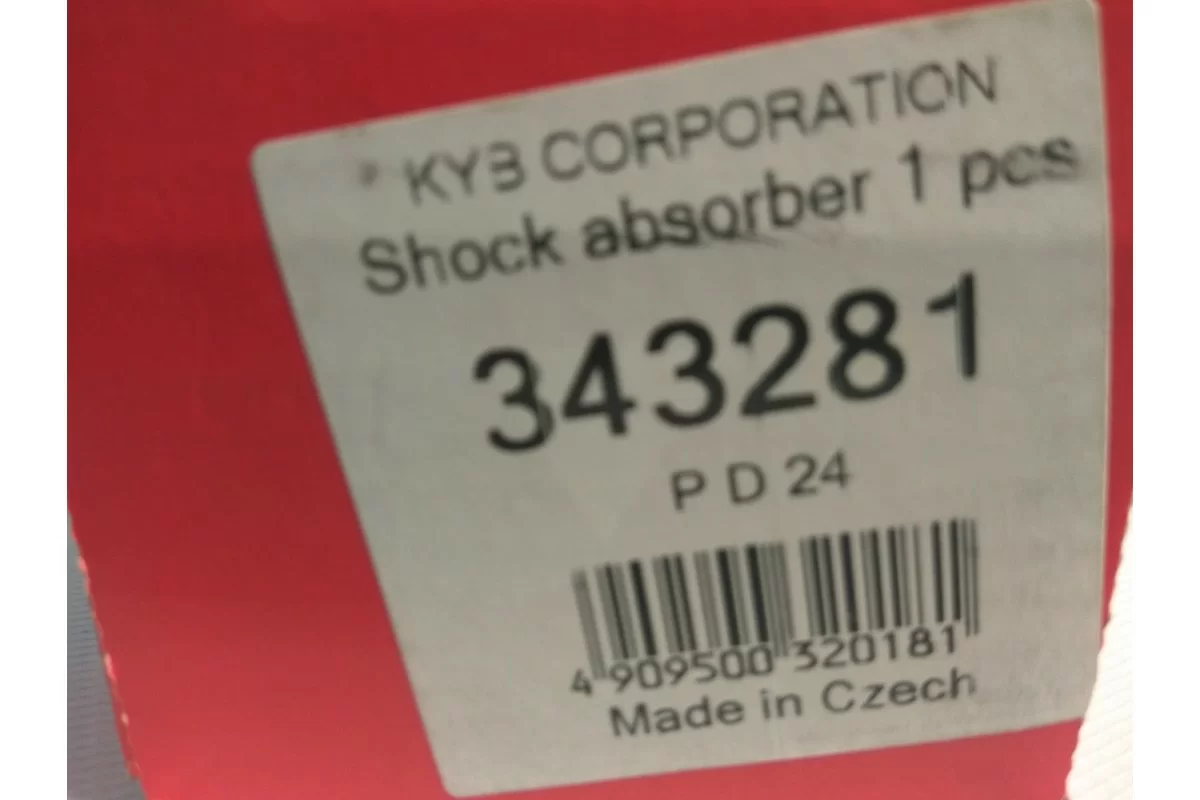 KYB CORPORATION
Shock absorber 1 pcs
343281
P D 24
4 909500 320181
Made in Czech